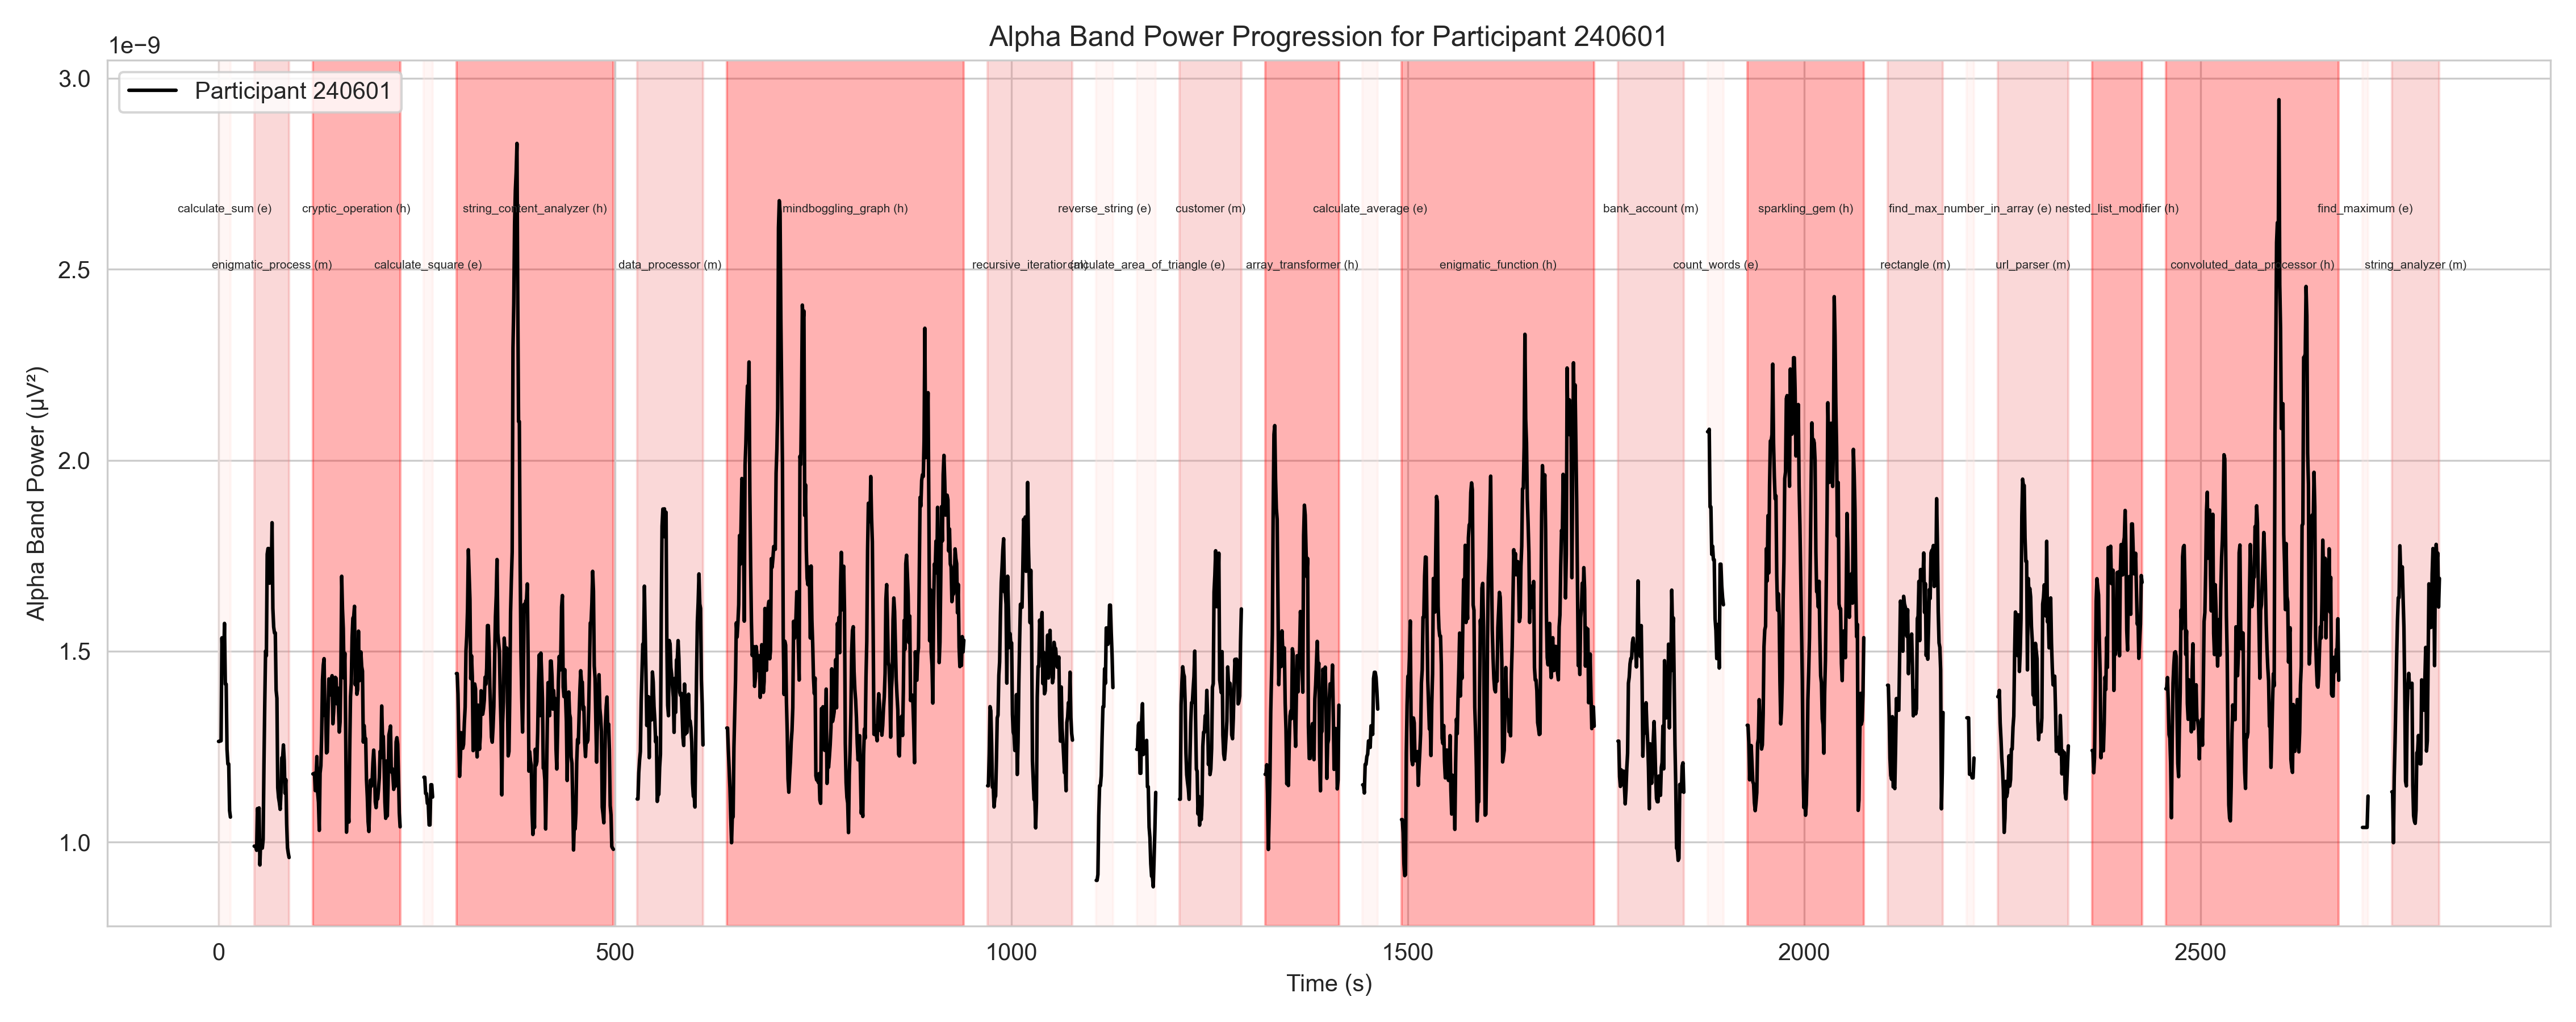 Alpha Band Power Progression for Participant 240601
1e−9
Participant 240601
3.0
2.5
2.0
1.5
1.0
Alpha Band Power (µV²)
calculate_sum (e)
cryptic_operation (h)
string_content_analyzer (h)
mindboggling_graph (h)
reverse_string (e)
customer (m)
calculate_average (e)
bank_account (m)
sparkling_gem (h)
find_max_number_in_array (e)
nested_list_modifier (h)
find_maximum (e)
enigmatic_process (m)
calculate_square (e)
data_processor (m)
recursive_iteration (m)
calculate_area_of_triangle (e)
array_transformer (h)
enigmatic_function (h)
count_words (e)
rectangle (m)
url_parser (m)
convoluted_data_processor (h)
string_analyzer (m)
0
500
1000
1500
2000
2500
Time (s)